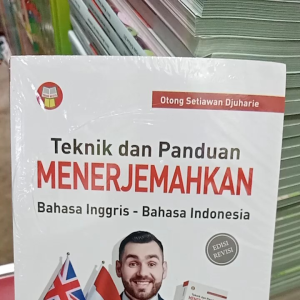 Otong Setiawan Djuharie
Teknik dan Panduan
MENERJEMAHKAN
Bahasa Inggris - Bahasa Indonesia
EDISI
REVISI